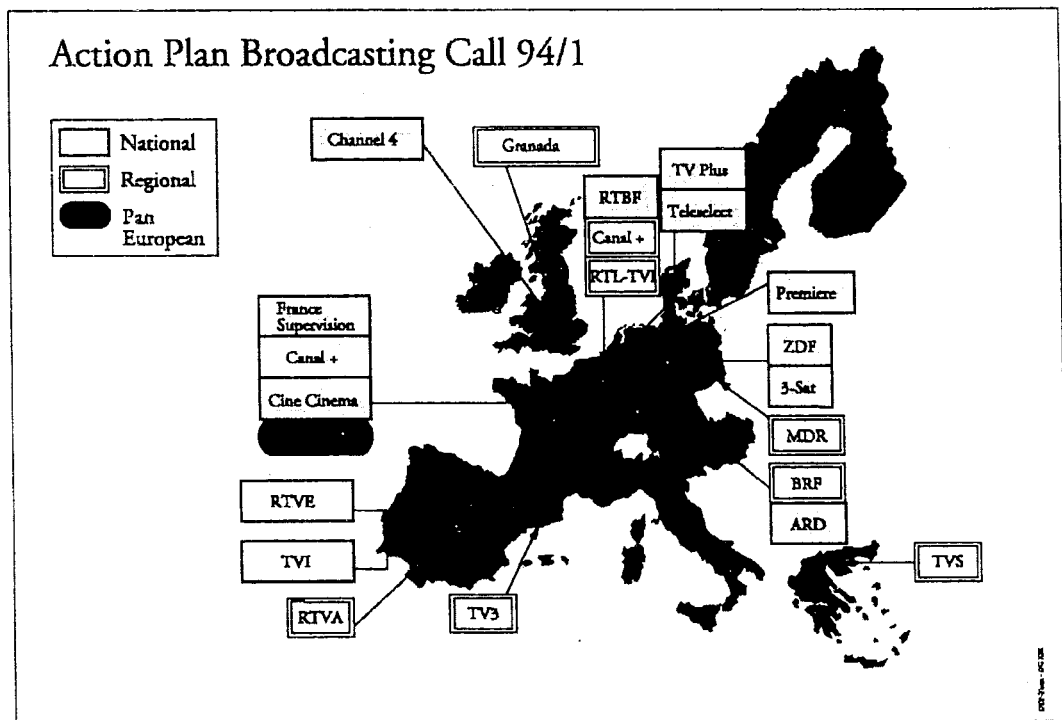 Action Plan Broadcasting Call 94/1
National
Regional
Pan
European
Channel 4
Granada
RTBF
Canal +
RTL-TVI
TV Plus
Teleselect
Premiere
France
Supervision
Canal +
Cine Cinema
ZDF
3-Sat
MDR
BRF
ARD
RTVE
TVI
RTVA
TV3
TVS